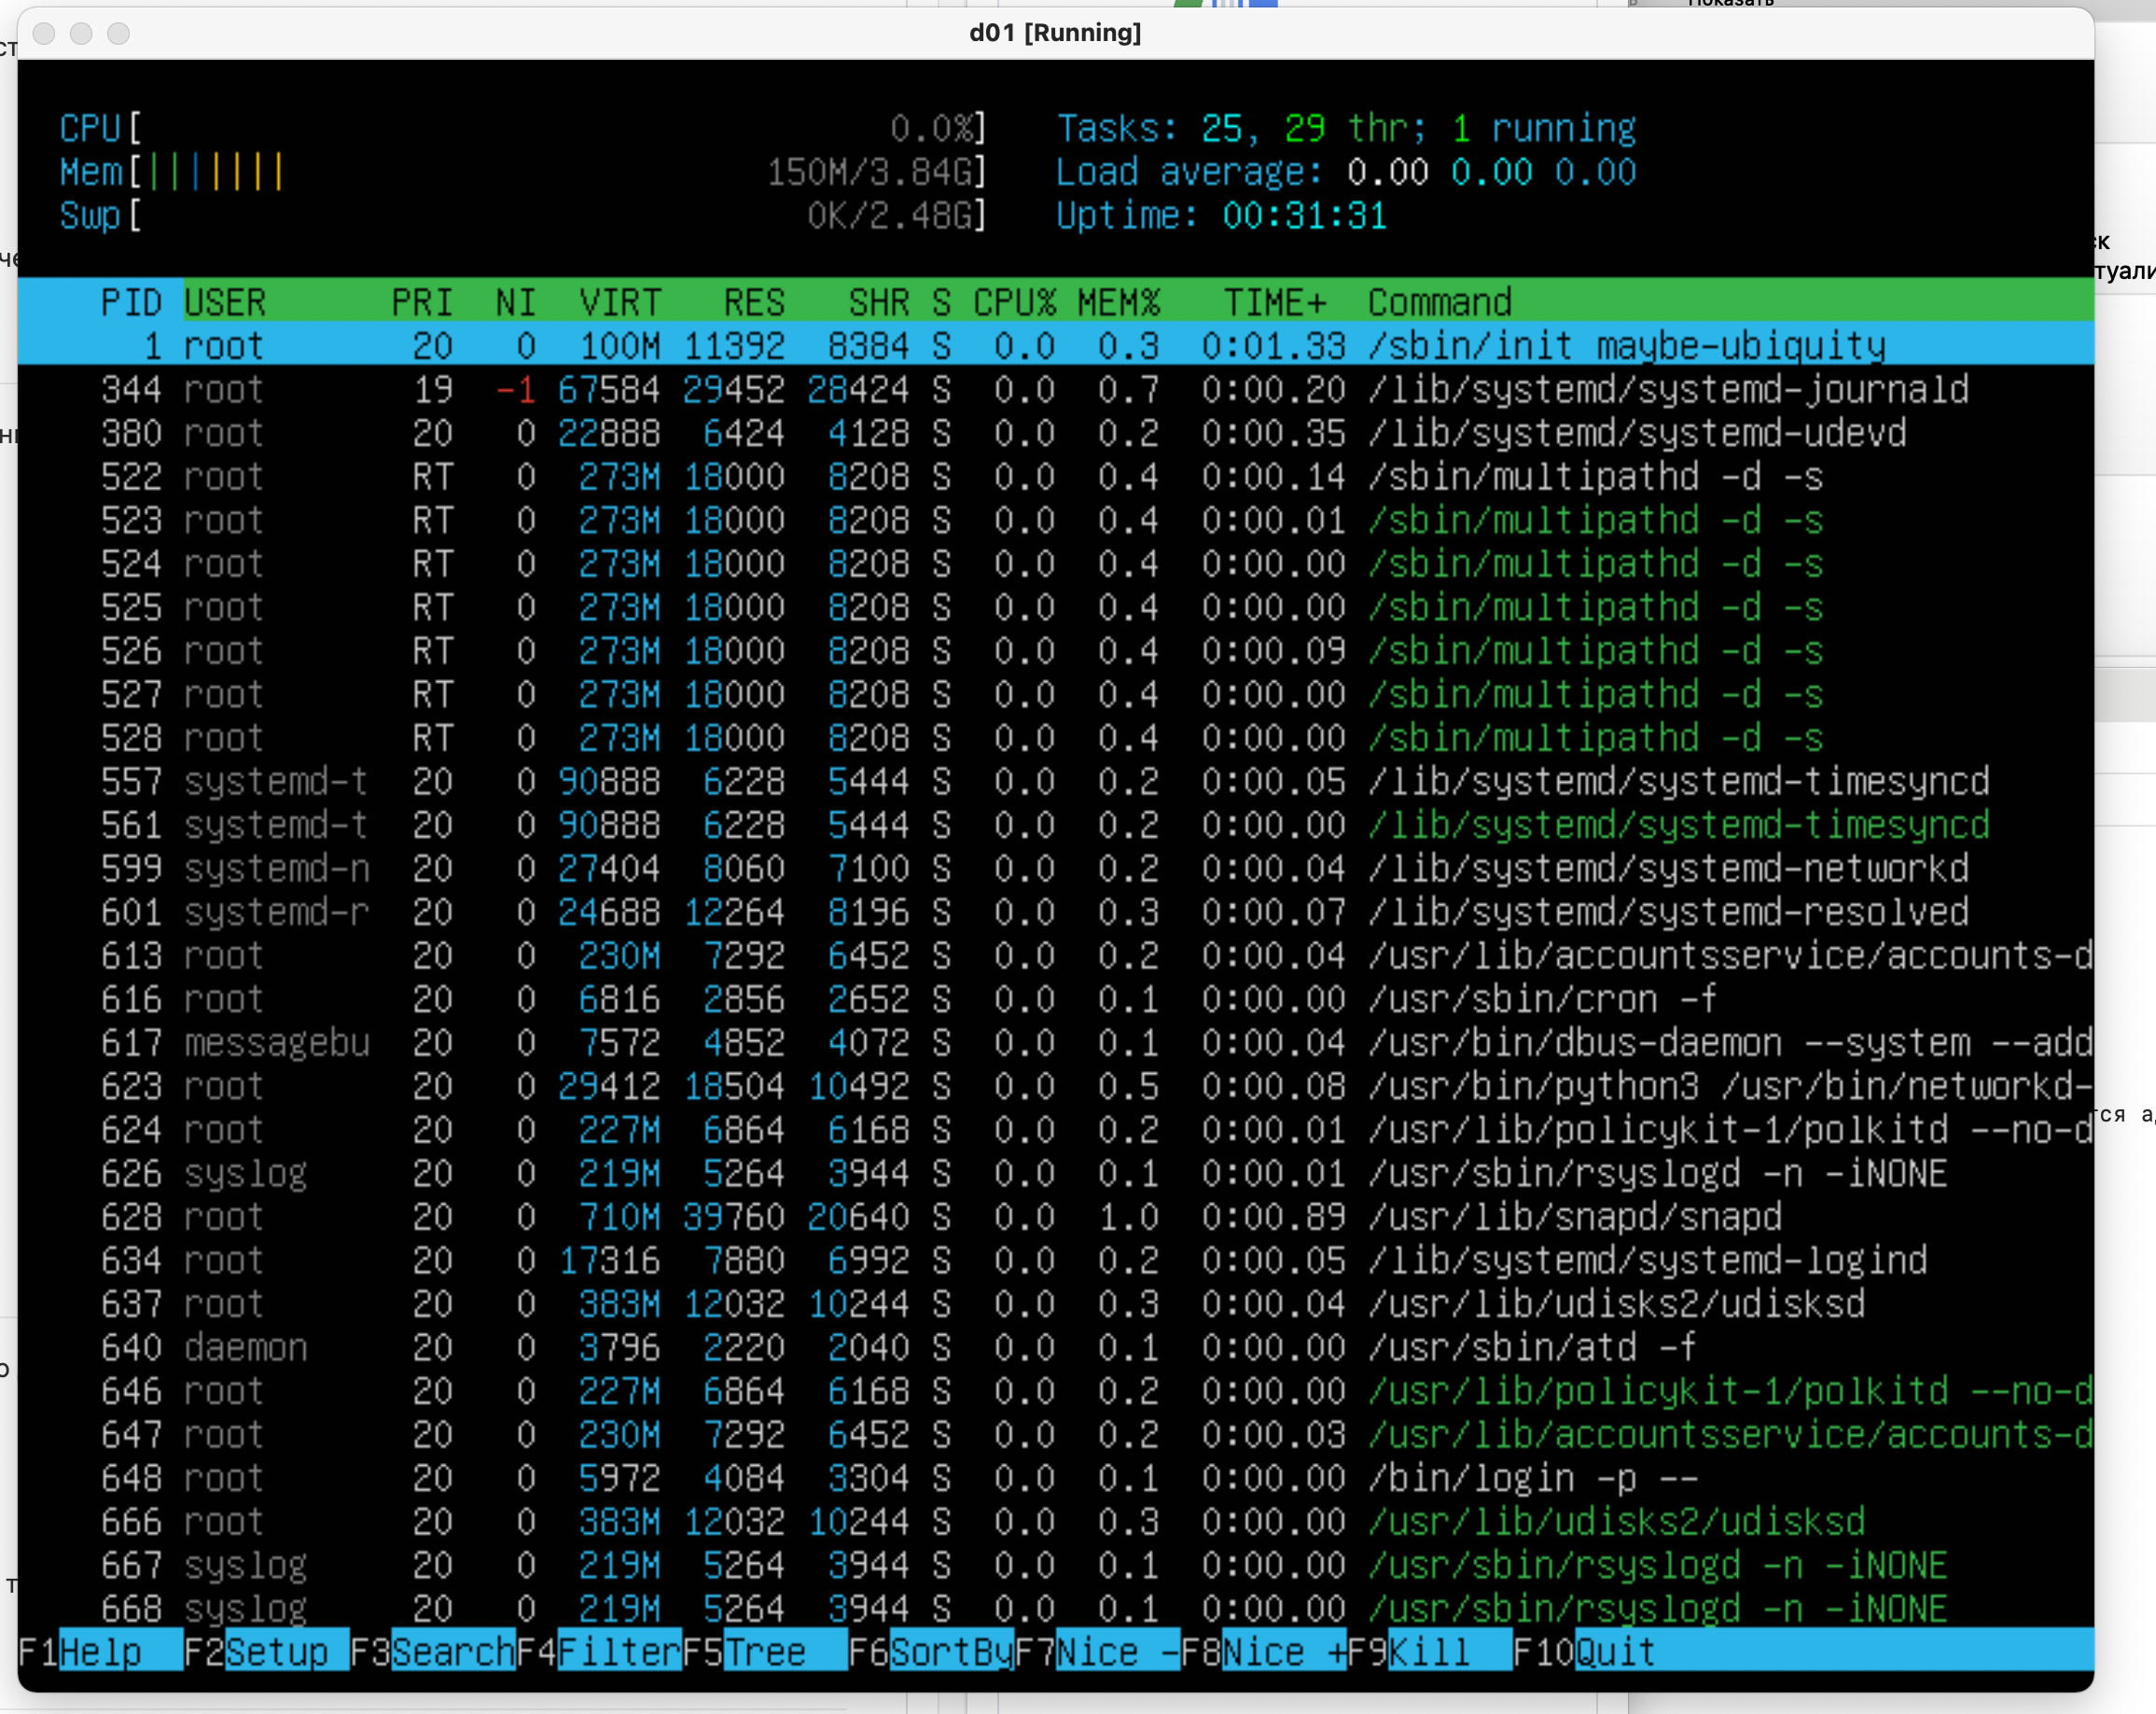 Показать
d01 [Running]
CPU[ 0.0%] Tasks: 25, 29 thr; 1 running
Mem[||||||| 150M/3.84G] Load average: 0.00 0.00 0.00
Swp[ 0K/2.48G] Uptime: 00:31:31
PID USER PRI NI VIRT RES SHR S CPU% MEM% TIME+ Command
1 root 20 0 100M 11392 8384 S 0.0 0.3 0:01.33 /sbin/init maybe-ubiquity
344 root 19 -1 67584 29452 28424 S 0.0 0.7 0:00.20 /lib/systemd/systemd-journald
380 root 20 0 22888 6424 4128 S 0.0 0.2 0:00.35 /lib/systemd/systemd-udevd
522 root RT 0 273M 18000 8208 S 0.0 0.4 0:00.14 /sbin/multipathd -d -s
523 root RT 0 273M 18000 8208 S 0.0 0.4 0:00.01 /sbin/multipathd -d -s
524 root RT 0 273M 18000 8208 S 0.0 0.4 0:00.00 /sbin/multipathd -d -s
525 root RT 0 273M 18000 8208 S 0.0 0.4 0:00.00 /sbin/multipathd -d -s
526 root RT 0 273M 18000 8208 S 0.0 0.4 0:00.09 /sbin/multipathd -d -s
527 root RT 0 273M 18000 8208 S 0.0 0.4 0:00.00 /sbin/multipathd -d -s
528 root RT 0 273M 18000 8208 S 0.0 0.4 0:00.00 /sbin/multipathd -d -s
557 systemd-t 20 0 90888 6228 5444 S 0.0 0.2 0:00.05 /lib/systemd/systemd-timesyncd
561 systemd-t 20 0 90888 6228 5444 S 0.0 0.2 0:00.00 /lib/systemd/systemd-timesyncd
599 systemd-n 20 0 27404 8060 7100 S 0.0 0.2 0:00.04 /lib/systemd/systemd-networkd
601 systemd-r 20 0 24688 12264 8196 S 0.0 0.3 0:00.07 /lib/systemd/systemd-resolved
613 root 20 0 230M 7292 6452 S 0.0 0.2 0:00.04 /usr/lib/accountsservice/accounts-d
616 root 20 0 6816 2856 2652 S 0.0 0.1 0:00.00 /usr/sbin/cron -f
617 messagebu 20 0 7572 4852 4072 S 0.0 0.1 0:00.04 /usr/bin/dbus-daemon --system --add
623 root 20 0 29412 18504 10492 S 0.0 0.5 0:00.08 /usr/bin/python3 /usr/bin/networkd-
624 root 20 0 227M 6864 6168 S 0.0 0.2 0:00.01 /usr/lib/policykit-1/polkitd --no-d
626 syslog 20 0 219M 5264 3944 S 0.0 0.1 0:00.01 /usr/sbin/rsyslogd -n -iNONE
628 root 20 0 710M 39760 20640 S 0.0 1.0 0:00.89 /usr/lib/snapd/snapd
634 root 20 0 17316 7880 6992 S 0.0 0.2 0:00.05 /lib/systemd/systemd-logind
637 root 20 0 383M 12032 10244 S 0.0 0.3 0:00.04 /usr/lib/udisks2/udisksd
640 daemon 20 0 3796 2220 2040 S 0.0 0.1 0:00.00 /usr/sbin/atd -f
646 root 20 0 227M 6864 6168 S 0.0 0.2 0:00.00 /usr/lib/policykit-1/polkitd --no-d
647 root 20 0 230M 7292 6452 S 0.0 0.2 0:00.03 /usr/lib/accountsservice/accounts-d
648 root 20 0 5972 4084 3304 S 0.0 0.1 0:00.00 /bin/login -p --
666 root 20 0 383M 12032 10244 S 0.0 0.3 0:00.00 /usr/lib/udisks2/udisksd
667 syslog 20 0 219M 5264 3944 S 0.0 0.1 0:00.00 /usr/sbin/rsyslogd -n -iNONE
668 syslog 20 0 219M 5264 3944 S 0.0 0.1 0:00.00 /usr/sbin/rsyslogd -n -iNONE
F1Help F2Setup F3SearchF4FilterF5Tree F6SortByF7Nice -F8Nice +F9Kill F10Quit